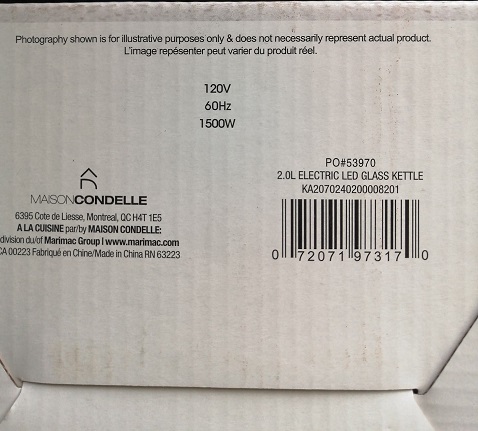 Photography shown is for illustrative purposes only & does not necessarily represent actual product.
L'image repésenter peut varier du produit réel.
120V
60Hz
1500W
PO#53970
2.0L ELECTRIC LED GLASS KETTLE
KA2070240200008201
0 72071 97317 0
MAISONCONDELLE
6395 Cote de Liesse, Montreal, QC H4T 1E5
A LA CUISINE par/by MAISON CONDELLE:
division du/of Marimac Group | www.marimac.com
CA 00223 Fabriqué en Chine/Made in China RN 63223